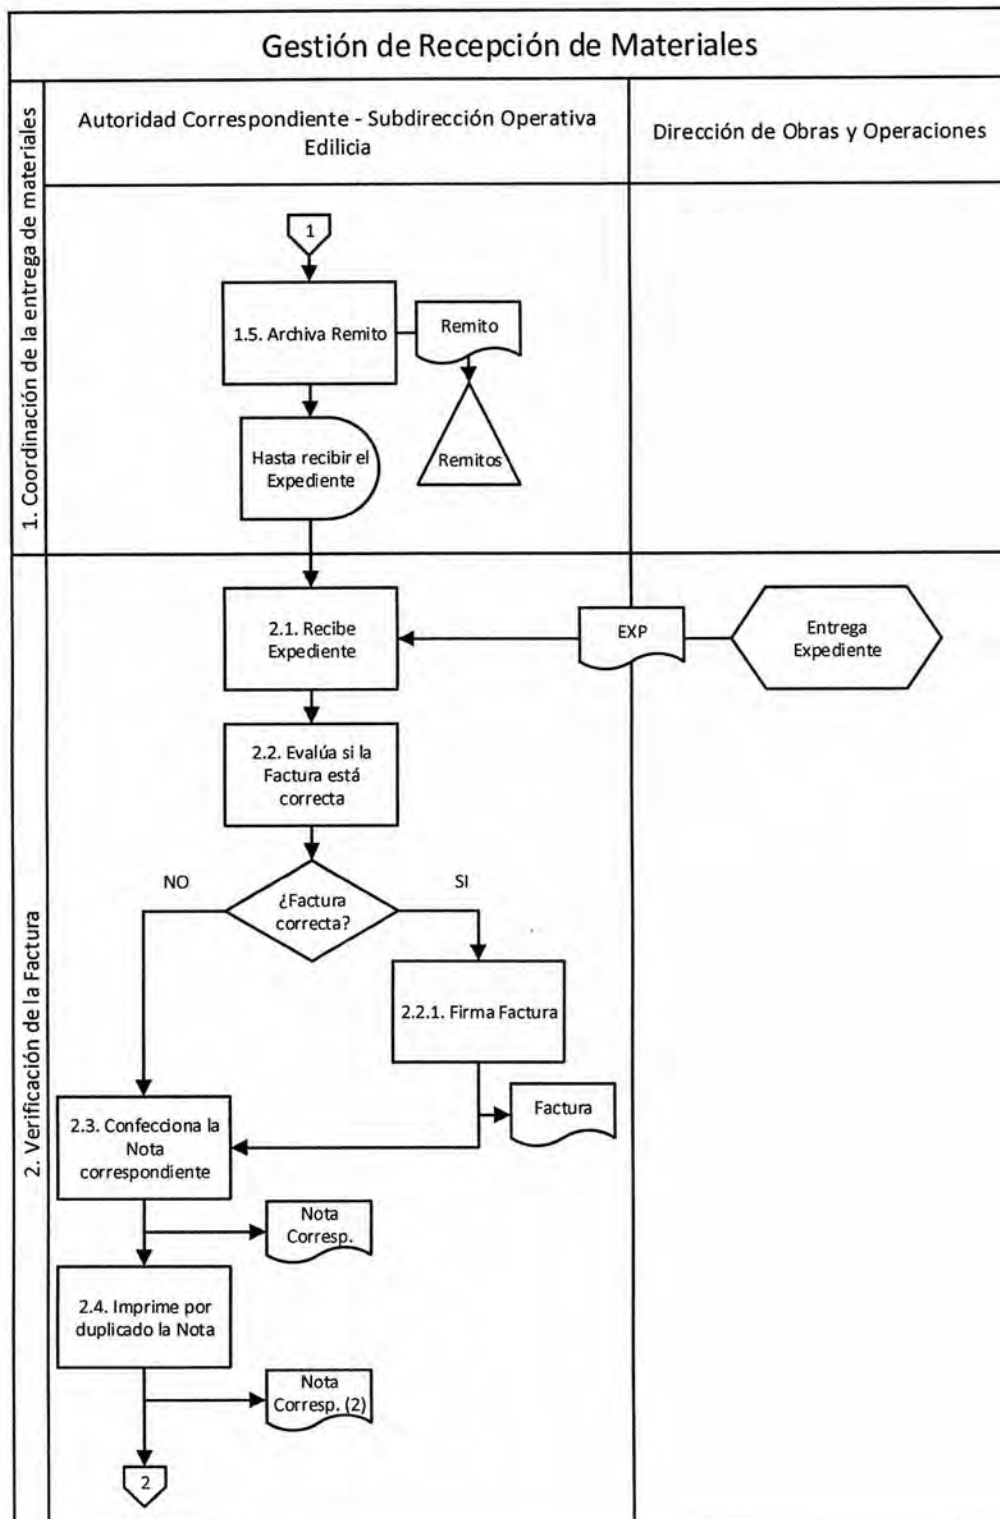 Gestión de Recepción de Materiales
Autoridad Correspondiente - Subdirección Operativa
Edilicia
Dirección de Obras y Operaciones
1. Coordinación de la entrega de materiales
1
1.5. Archiva Remito
Remito
Hasta recibir el
Expediente
Remitos
2. Verificación de la Factura
2.1. Recibe
Expediente
EXP
Entrega
Expediente
2.2. Evalúa si la
Factura está
correcta
NO
SI
¿Factura
correcta?
2.2.1. Firma Factura
Factura
2.3. Confecciona la
Nota
correspondiente
Nota
Corresp.
2.4. Imprime por
duplicado la Nota
Nota
Corresp. (2)
2